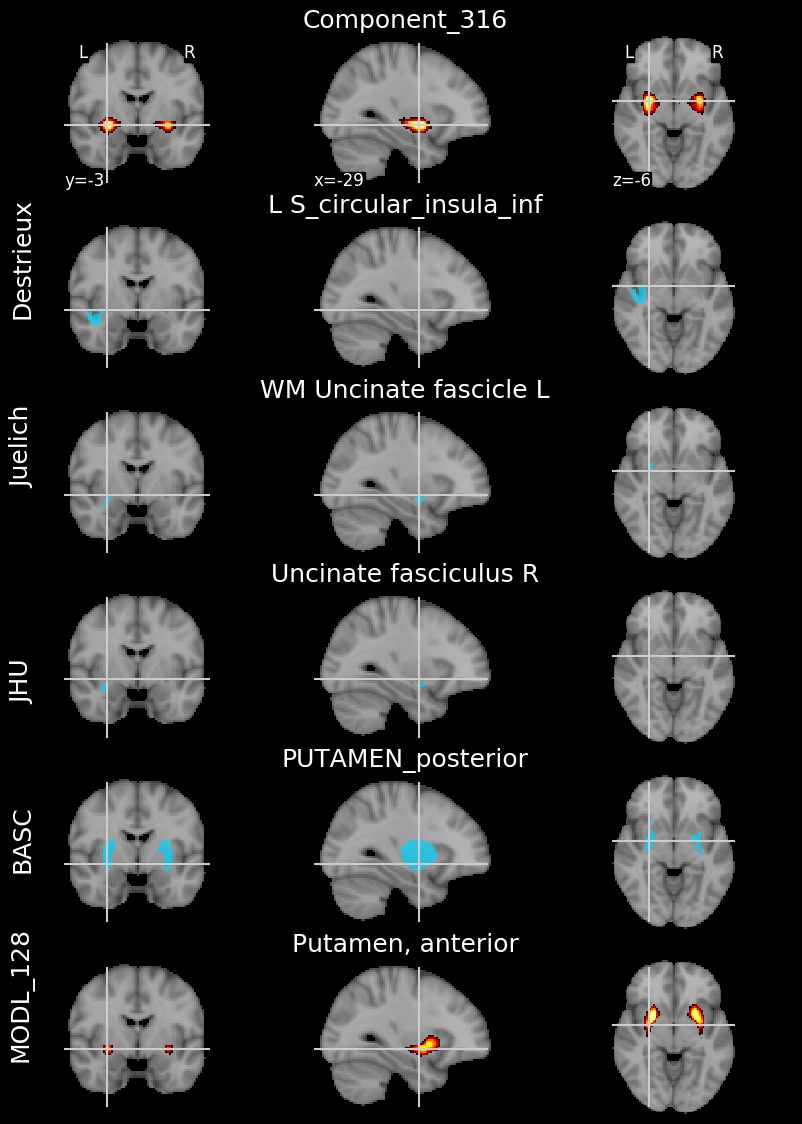 Component_316
L R
L R
y=-3 x=-29 z=-6
Destrieux
L S_circular_insula_inf
Juelich
WM Uncinate fascicle L
JHU
Uncinate fasciculus R
BASC
PUTAMEN_posterior
MODL_128
Putamen, anterior